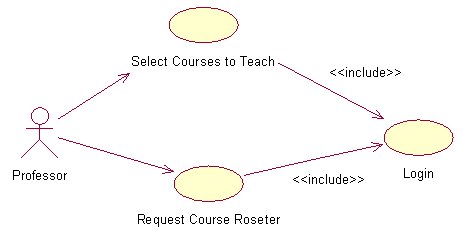 Select Courses to Teach
<<include>>
Professor
Login
<<include>>
Request Course Roseter